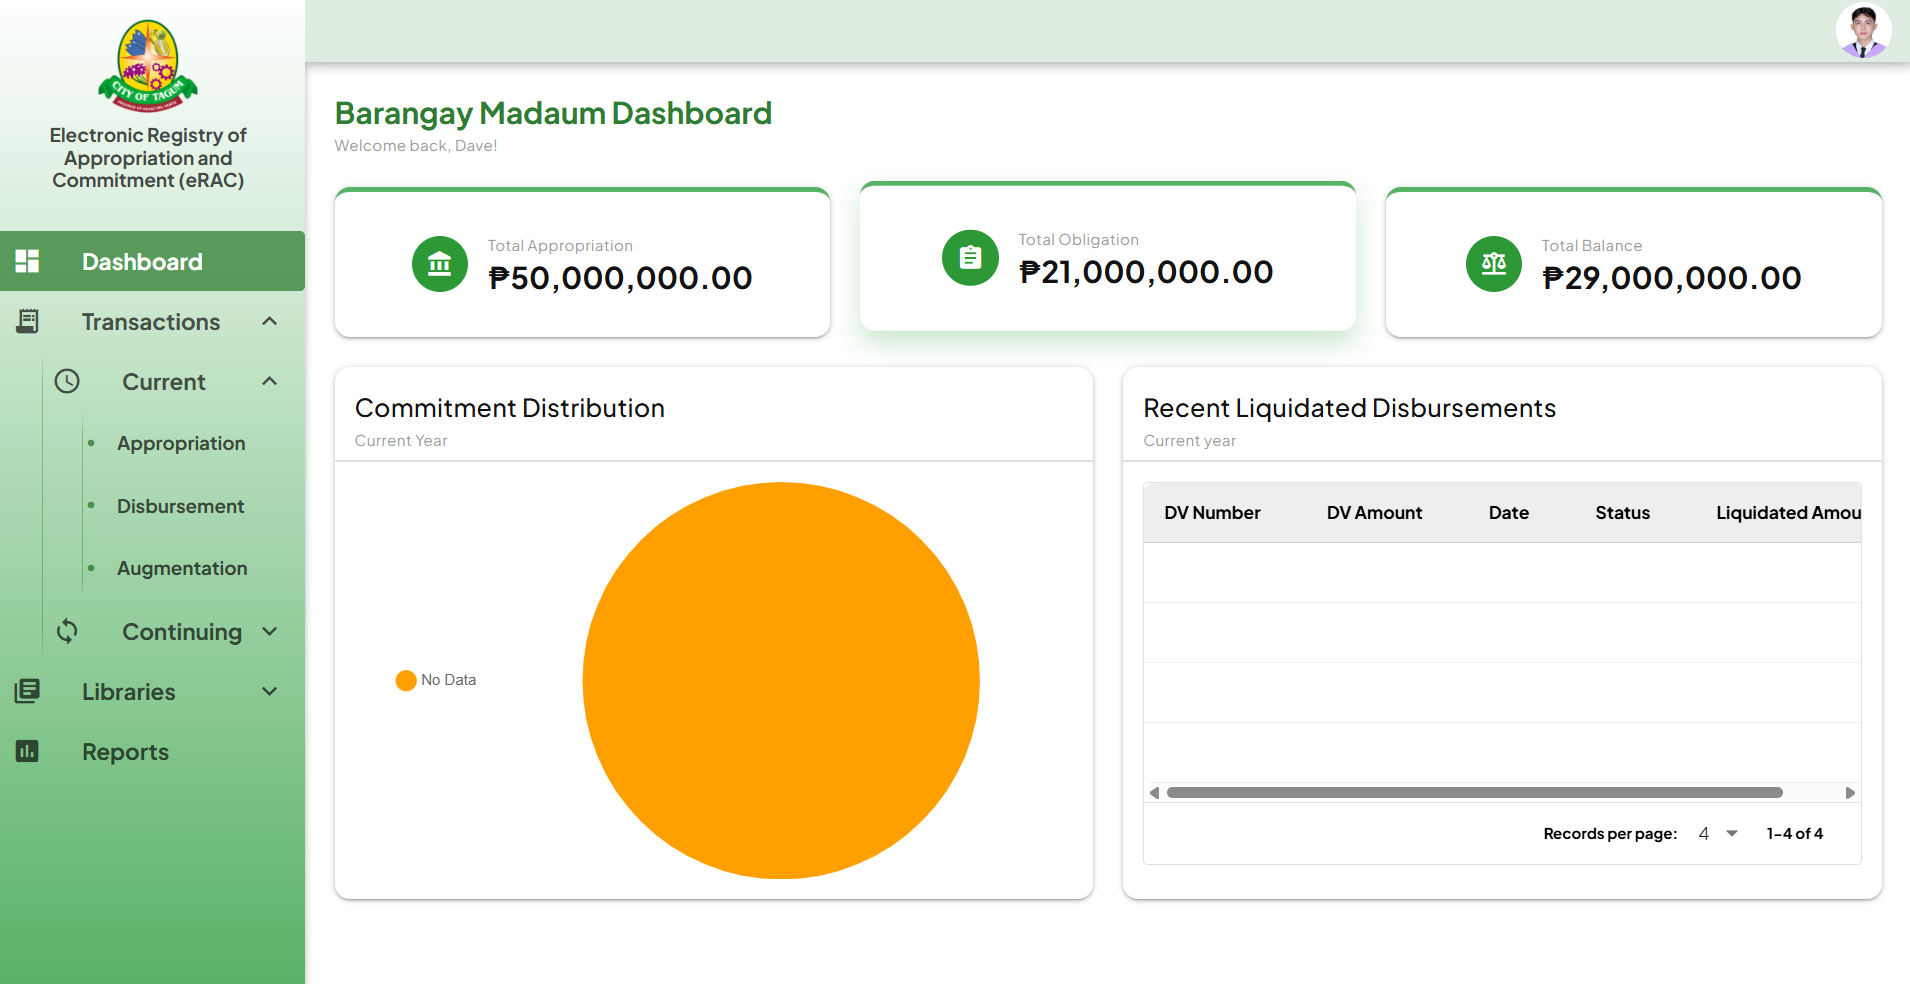 CITY OF TAGUM
Electronic Registry of
Appropriation and
Commitment (eRAC)
Dashboard
Transactions
Current
Appropriation
Disbursement
Augmentation
Continuing
Libraries
Reports
Barangay Madaum Dashboard
Welcome back, Dave!
Total Appropriation
₱50,000,000.00
Total Obligation
₱21,000,000.00
Total Balance
₱29,000,000.00
Commitment Distribution
Current Year
No Data
Recent Liquidated Disbursements
Current year
DV Number DV Amount Date Status Liquidated Amou
Records per page: 4 1-4 of 4